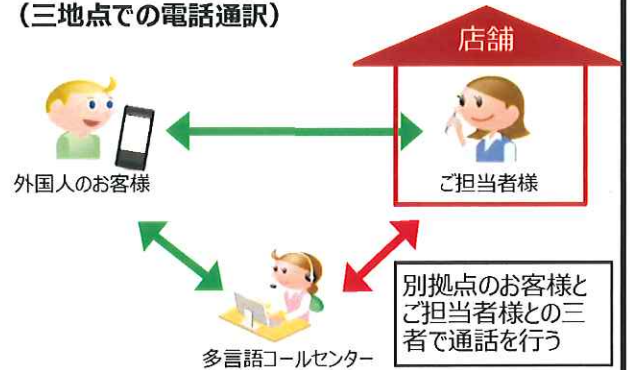 （三地点での電話通訳）
店舗
外国人のお客様
ご担当者様
別拠点のお客様と
ご担当者様との三
者で通話を行う
多言語コールセンター